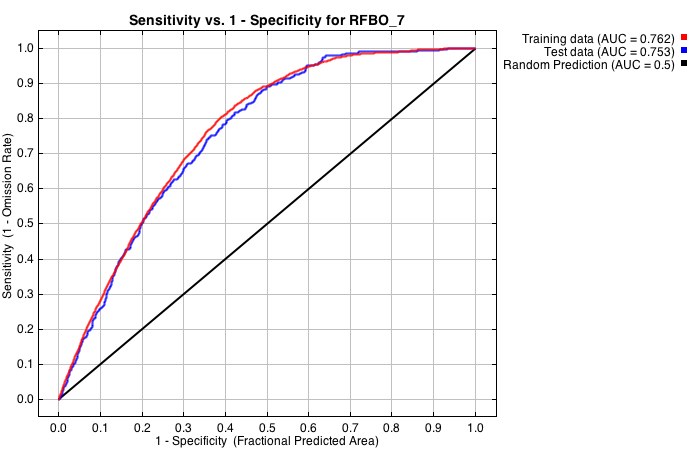 Sensitivity vs. 1 - Specificity for RFBO_7
Training data (AUC = 0.762)
Test data (AUC = 0.753)
Random Prediction (AUC = 0.5)
Sensitivity (1 - Omission Rate)
1.0
0.9
0.8
0.7
0.6
0.5
0.4
0.3
0.2
0.1
0.0
0.0 0.1 0.2 0.3 0.4 0.5 0.6 0.7 0.8 0.9 1.0
1 - Specificity (Fractional Predicted Area)